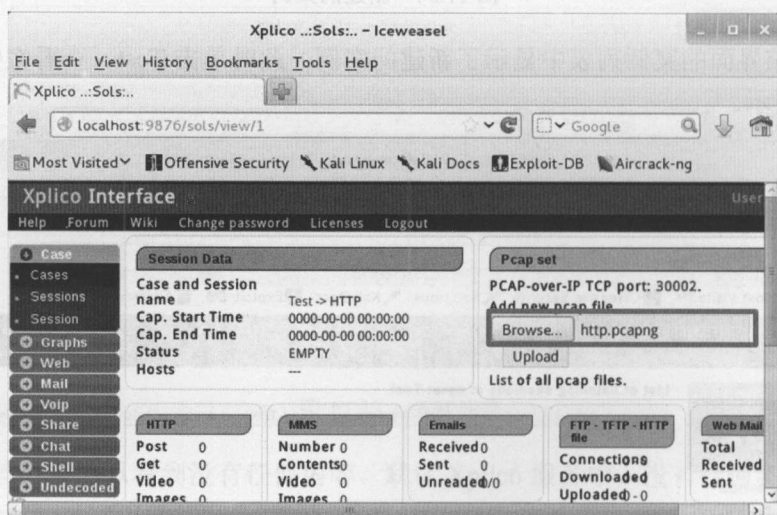 Xplico ..:Sols:.. - Iceweasel
File Edit View History Bookmarks Tools Help
Xplico ..:Sols:..
localhost:9876/sols/view/1
Google
Most Visited Offensive Security Kali Linux Kali Docs Exploit-DB Aircrack-ng
Xplico Interface
User
Help Forum Wiki Change password Licenses Logout
Case
Cases
Sessions
Session
Graphs
Web
Mail
Voip
Share
Chat
Shell
Undecoded
Session Data
Case and Session name Test -> HTTP
Cap. Start Time 0000-00-00 00:00:00
Cap. End Time 0000-00-00 00:00:00
Status EMPTY
Hosts ---
Pcap set
PCAP-over-IP TCP port: 30002.
Add new pcap file.
Browse... http.pcapng
Upload
List of all pcap files.
HTTP
Post 0
Get 0
Video 0
Images 0
MMS
Number 0
Contents 0
Video 0
Images 0
Emails
Received 0
Sent 0
Unreaded 0/0
FTP - TFTP - HTTP file
Connections
Downloaded
Uploaded 0 - 0
Web Mail
Total
Received
Sent